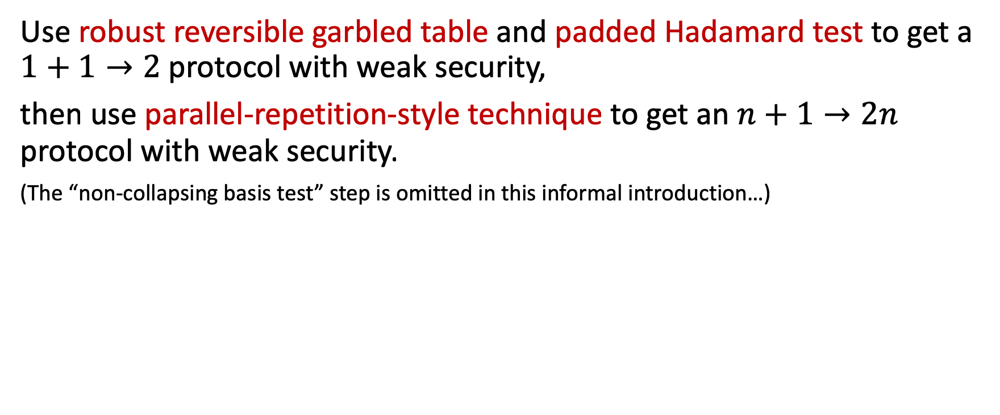 Use robust reversible garbled table and padded Hadamard test to get a
1 + 1 → 2 protocol with weak security,
then use parallel-repetition-style technique to get an n + 1 → 2n
protocol with weak security.
(The “non-collapsing basis test” step is omitted in this informal introduction...)